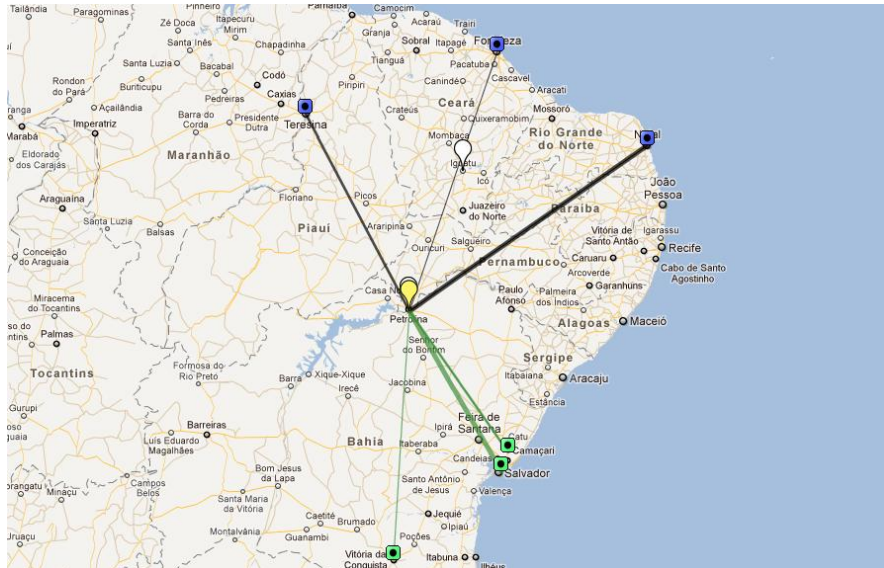 Tailândia
Paragominas
Pinheiro
Parnaíba
Camocim
Zé Doca
Itapecuru
Mirim
Granja
Acaraú
Trairi
Santa Inês
Chapadinha
Sobral
Itapagé
Fortaleza
Tianguá
Pacatuba
Santa Luzia
Bacabal
Piripiri
Canindé
Cascavel
Rondon
do Pará
Buriticupu
Codó
Caxias
Ceará
Aracati
Açailândia
Pedreiras
Crateús
Quixeramobim
Mossoró
Marabá
Imperatriz
Barra do
Corda
Presidente
Dutra
Teresina
Mombaça
Rio Grande
do Norte
Eldorado
dos Carajás
Maranhão
Iguatu
Icó
João
Pessoa
Araguaina
Floriano
Picos
Juazeiro
do Norte
Paraiba
Santa Luzia
Balsas
Piauí
Araripina
Vitória de
Santo Antão
Igarassu
Ouricuri
Salgueiro
Recife
Conceição
do Araguaia
Pernambuco
Caruaru
Cabo de Santo
Agostinho
Arcoverde
Garanhuns
Miracema
do Tocantins
Paulo
Afonso
Palmeira
dos Índios
Petrolina
Palmas
Senhor
do Bonfim
Alagoas
Maceió
Formosa do
Rio Preto
Sergipe
Tocantins
Barra
Xique-Xique
Itabaiana
Aracaju
Irecê
Jacobina
Estância
Gurupi
Barreiras
Feira de
Santana
Ipirá
Catu
Luís Eduardo
Magalhães
Bahia
Itaberaba
Camaçari
Candeias
Bom Jesus
da Lapa
Santo Antônio
de Jesus
Salvador
Minaçu
Campos
Belos
Santa Maria
da Vitória
Valença
Caetité
Brumado
Jequié
Uruaçu
Montalvânia
Guanambi
Ipiaú
Poções
Vitória da
Conquista
Itabuna
Ilhéus